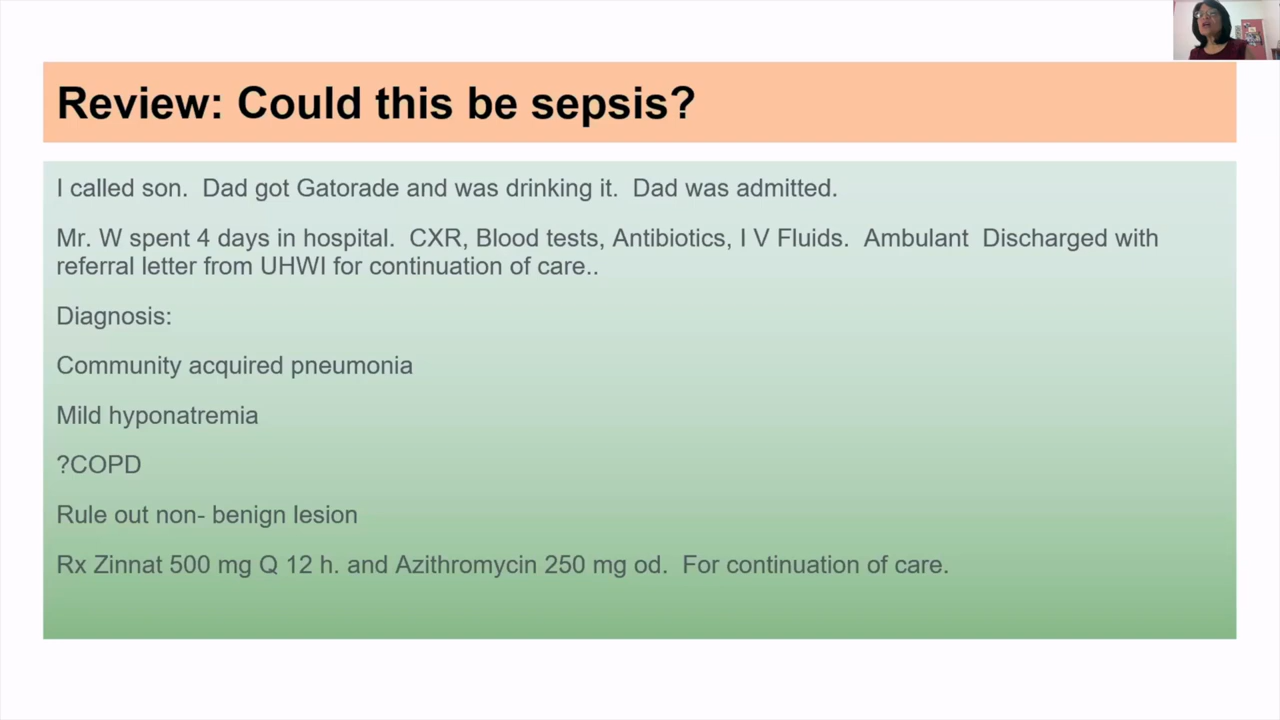 Review: Could this be sepsis?
I called son.  Dad got Gatorade and was drinking it.  Dad was admitted.
Mr. W spent 4 days in hospital.  CXR, Blood tests, Antibiotics, I V Fluids.  Ambulant  Discharged with
referral letter from UHWI for continuation of care..
Diagnosis:
Community acquired pneumonia
Mild hyponatremia
?COPD
Rule out non- benign lesion
Rx Zinnat 500 mg Q 12 h. and Azithromycin 250 mg od.  For continuation of care.